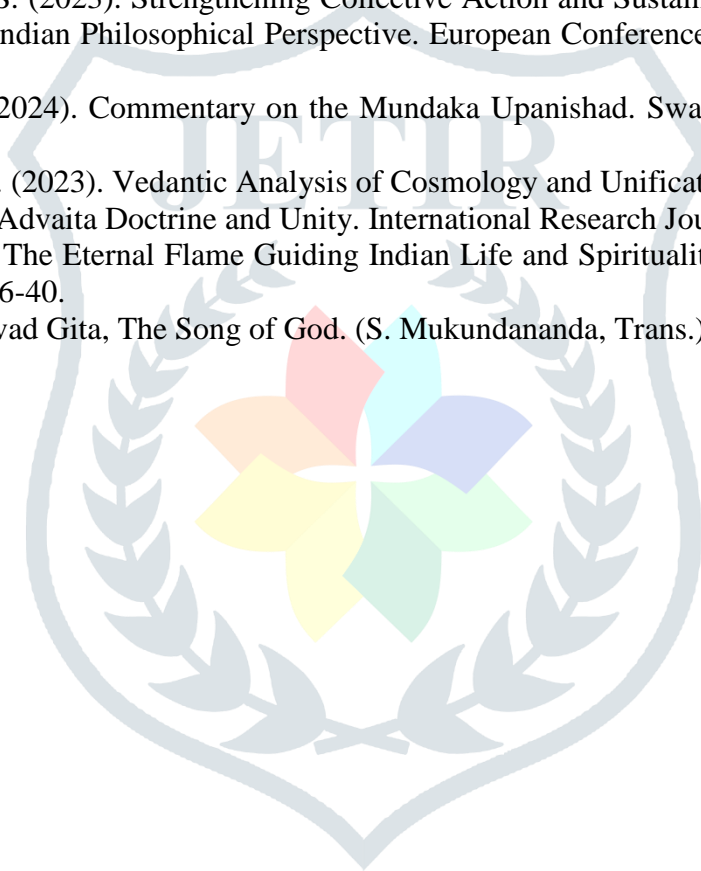 S. (2023). Strengthening Collective Action and Sustain
ndian Philosophical Perspective. European Conference
2024). Commentary on the Mundaka Upanishad. Swa
. (2023). Vedantic Analysis of Cosmology and Unificat
Advaita Doctrine and Unity. International Research Jou
The Eternal Flame Guiding Indian Life and Spiritualit
6-40.
vad Gita, The Song of God. (S. Mukundananda, Trans.)
JETIR